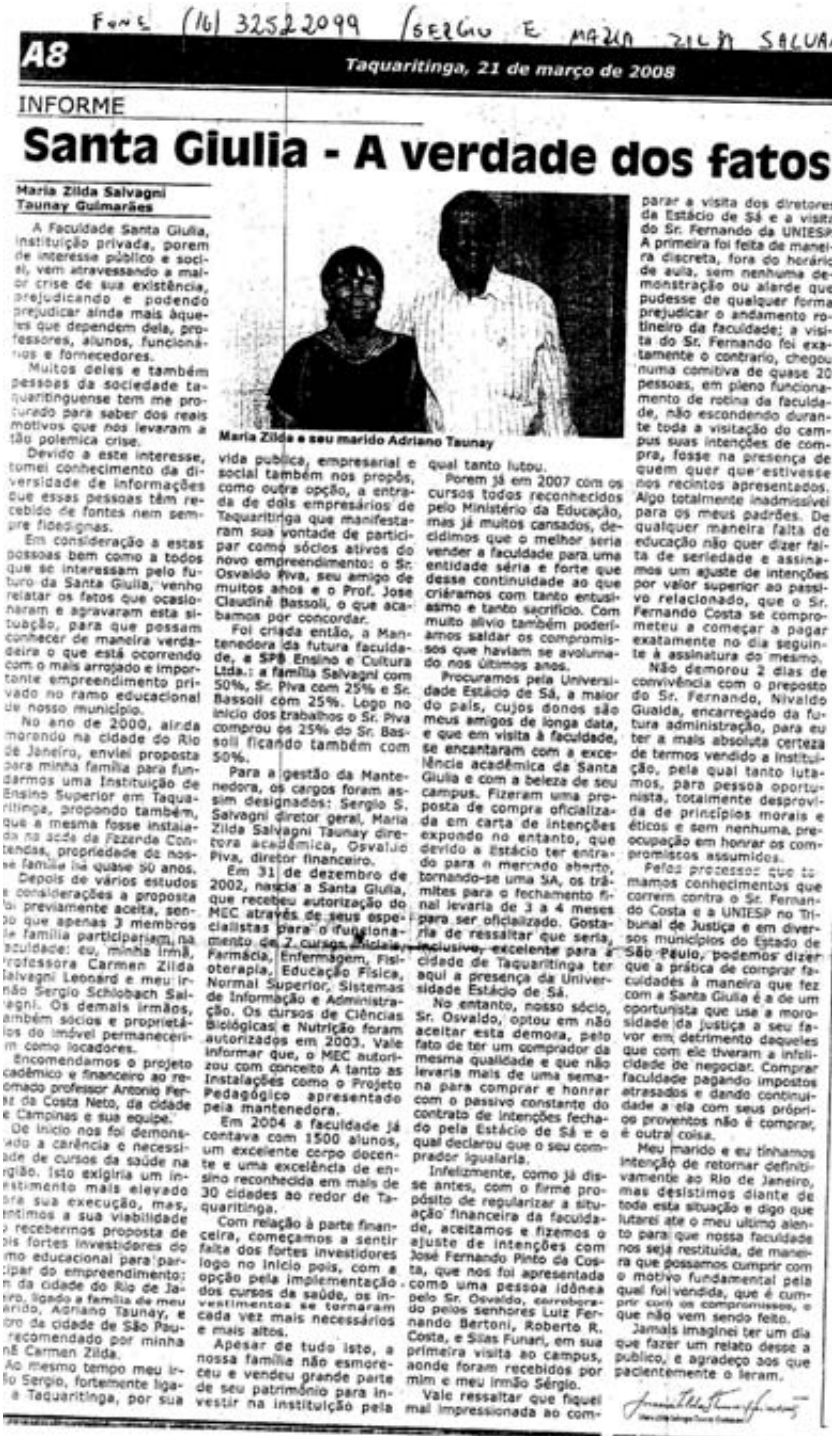 FONE (16) 32522099 / SERGIO E MARIA ZILDA SALVA
A8
Taquaritinga, 21 de março de 2008
INFORME
Santa Giulia - A verdade dos fatos
Maria Zilda Salvagni
Taunay Guimarães
A Faculdade Santa Giulia,
instituição privada, porem
de interesse público e soci-
al, vem atravessando a mai-
or crise de sua existência,
prejudicando e podendo
prejudicar ainda mais àque-
les que dependem dela, pro-
fessores, alunos, funcioná-
rios e fornecedores.
Muitos deles e também
pessoas da sociedade ta-
quaritinguense tem me pro-
curado para saber dos reais
motivos que nos levaram a
tão polemica crise.
Devido a este interesse,
tomei conhecimento da di-
versidade de informações
que essas pessoas têm re-
cebido de fontes nem sem-
pre fidedignas.
Em consideração a estas
pessoas bem como a todos
que se interessam pelo fu-
turo da Santa Giulia, venho
relatar os fatos que ocasio-
naram e agravaram esta si-
tuação, para que possam
conhecer de maneira verda-
deira o que está ocorrendo
com o mais arrojado e impor-
tante empreendimento pri-
vado no ramo educacional
de nosso município.
No ano de 2000, ainda
morando na cidade do Rio
de Janeiro, enviei proposta
para minha família para fun-
darmos uma Instituição de
Ensino Superior em Taqua-
ritinga, propondo também,
que a mesma fosse instala-
da na sede da Fazenda Con-
tendas, propriedade de nos-
sa família há quase 50 anos.
Depois de vários estudos
e considerações a proposta
foi previamente aceita, sen-
do que apenas 3 membros
da família participariam na
faculdade: eu, minha irmã,
Professora Carmen Zilda
Salvagni Leonard e meu ir-
mão Sergio Schlobach Sal-
vagni. Os demais irmãos,
também sócios e proprietá-
rios do imóvel permaneceri-
am como locadores.
Encomendamos o projeto
acadêmico e financeiro ao re-
nomado professor Antonio Fer-
raz da Costa Neto, da cidade
de Campinas e sua equipe.
De inicio nos foi demons-
trado a carência e necessi-
dade de cursos da saúde na
região. Isto exigiria um in-
vestimento mais elevado
para sua execução, mas,
sentimos a sua viabilidade
ao recebermos proposta de
dois fortes investidores do
ramo educacional para par-
ticipar do empreendimento:
um da cidade do Rio de Ja-
neiro, ligado a família de meu
marido, Adriano Taunay, e
outro da cidade de São Pau-
lo recomendado por minha
irmã Carmen Zilda.
Ao mesmo tempo meu ir-
mão Sergio, fortemente liga-
do a Taquaritinga, por sua
Maria Zilda e seu marido Adriano Taunay
vida publica, empresarial e
social também nos propôs,
como outra opção, a entra-
da de dois empresários de
Taquaritinga que manifesta-
ram sua vontade de partici-
par como sócios ativos do
novo empreendimento: o Sr.
Osvaldo Piva, seu amigo de
muitos anos e o Prof. Jose
Claudinê Bassoli, o que aca-
bamos por concordar.
Foi criada então, a Man-
tenedora da futura faculda-
de, a SPB Ensino e Cultura
Ltda.: a família Salvagni com
50%, Sr. Piva com 25% e Sr.
Bassoli com 25%. Logo no
inicio dos trabalhos o Sr. Piva
comprou os 25% do Sr. Bas-
soli ficando também com
50%.
Para a gestão da Mante-
nedora, os cargos foram as-
sim designados: Sergio S.
Salvagni diretor geral, Maria
Zilda Salvagni Taunay dire-
tora acadêmica, Osvaldo
Piva, diretor financeiro.
Em 31 de dezembro de
2002, nascia a Santa Giulia,
que recebeu autorização do
MEC através de seus espe-
cialistas para o funciona-
mento de 7 cursos iniciais,
Farmácia, Enfermagem, Fisi-
oterapia, Educação Física,
Normal Superior, Sistemas
de Informação e Administra-
ção. Os cursos de Ciências
Biológicas e Nutrição foram
autorizados em 2003. Vale
informar que, o MEC autori-
zou com conceito A tanto as
Instalações como o Projeto
Pedagógico apresentado
pela mantenedora.
Em 2004 a faculdade já
contava com 1500 alunos,
um excelente corpo docen-
te e uma excelência de en-
sino reconhecida em mais de
30 cidades ao redor de Ta-
quaritinga.
Com relação à parte finan-
ceira, começamos a sentir
falta dos fortes investidores
logo no inicio pois, com a
opção pela implementação
dos cursos da saúde, os in-
vestimentos se tornaram
cada vez mais necessários
e mais altos.
Apesar de tudo isto, a
nossa família não esmore-
ceu e vendeu grande parte
de seu patrimônio para in-
vestir na instituição pela
qual tanto lutou.
Porem já em 2007 com os
cursos todos reconhecidos
pelo Ministério da Educação,
mas já muitos cansados, de-
cidimos que o melhor seria
vender a faculdade para uma
entidade séria e forte que
desse continuidade ao que
criáramos com tanto entusi-
asmo e tanto sacrifício. Com
muito alivio também poderí-
amos saldar os compromis-
sos que haviam se avoluma-
do nos últimos anos.
Procuramos pela Universi-
dade Estácio de Sá, a maior
do país, cujos donos são
meus amigos de longa data,
e que em visita à faculdade,
se encantaram com a exce-
lência acadêmica da Santa
Giulia e com a beleza de seu
campus. Fizeram uma pro-
posta de compra oficializa-
da em carta de intenções
expondo no entanto, que
devido a Estácio ter entra-
do para o mercado aberto,
tornando-se uma SA, os trâ-
mites para o fechamento fi-
nal levaria de 3 a 4 meses
para ser oficializado. Gosta-
ria de ressaltar que seria,
inclusive, excelente para a
cidade de Taquaritinga ter
aqui a presença da Univer-
sidade Estácio de Sá.
No entanto, nosso sócio,
Sr. Osvaldo, optou em não
aceitar esta demora, pelo
fato de ter um comprador da
mesma qualidade e que não
levaria mais de uma sema-
na para comprar e honrar
com o passivo constante do
contrato de intenções fecha-
do pela Estácio de Sá e o
qual declarou que o seu com-
prador igualaria.
Infelizmente, como já dis-
se antes, com o firme pro-
pósito de regularizar a situ-
ação financeira da faculda-
de, aceitamos e fizemos o
ajuste de intenções com
José Fernando Pinto da Cos-
ta, que nos foi apresentada
como uma pessoa idônea
pelo Sr. Osvaldo, corrobora-
do pelos senhores Luiz Fer-
nando Bertoni, Roberto R.
Costa, e Silas Funari, em sua
primeira visita ao campus,
aonde foram recebidos por
mim e meu irmão Sérgio.
Vale ressaltar que fiquei
mal impressionada ao com-
parar a visita dos diretores
da Estácio de Sá e a visita
do Sr. Fernando da UNIESP.
A primeira foi feita de manei-
ra discreta, fora do horário
de aula, sem nenhuma de-
monstração ou alarde que
pudesse de qualquer forma
prejudicar o andamento ro-
tineiro da faculdade; a visi-
ta do Sr. Fernando foi exa-
tamente o contrario, chegou
numa comitiva de quase 20
pessoas, em pleno funciona-
mento de rotina da faculda-
de, não escondendo duran-
te toda a visitação do cam-
pus suas intenções de com-
pra, fosse na presença de
quem quer que estivesse
nos recintos apresentados.
Algo totalmente inadmissível
para os meus padrões. De
qualquer maneira falta de
educação não quer dizer fal-
ta de seriedade e assina-
mos um ajuste de intenções
por valor superior ao passi-
vo relacionado, que o Sr.
Fernando Costa se compro-
meteu a começar a pagar
exatamente no dia seguin-
te à assinatura do mesmo.
Não demorou 2 dias de
convivência com o preposto
do Sr. Fernando, Nivaldo
Gualda, encarregado da fu-
tura administração, para eu
ter a mais absoluta certeza
de termos vendido a Institui-
ção, pela qual tanto luta-
mos, para pessoa oportu-
nista, totalmente desprovi-
da de princípios morais e
éticos e sem nenhuma pre-
ocupação em honrar os com-
promissos assumidos.
Pelos processos que to-
mamos conhecimentos que
correm contra o Sr. Fernan-
do Costa e a UNIESP no Tri-
bunal de Justiça e em diver-
sos municípios do Estado de
São Paulo, podemos dizer
que a prática de comprar fa-
culdades à maneira que fez
com a Santa Giulia é a de um
oportunista que usa a moro-
sidade da Justiça a seu fa-
vor em detrimento daqueles
que com ele tiveram a infeli-
cidade de negociar. Comprar
faculdade pagando impostos
atrasados e dando continui-
dade a ela com seus própri-
os proventos não é comprar,
é outra coisa.
Meu marido e eu tínhamos
intenção de retornar definiti-
vamente ao Rio de Janeiro,
mas desistimos diante de
toda esta situação e digo que
lutarei ate o meu ultimo alen-
to para que nossa faculdade
nos seja restituída, de manei-
ra que possamos cumprir com
o motivo fundamental pela
qual foi vendida, que é cum-
prir com os compromissos, o
que não vem sendo feito.
Jamais imaginei ter um dia
que fazer um relato desse a
publico, e agradeço aos que
pacientemente o leram.